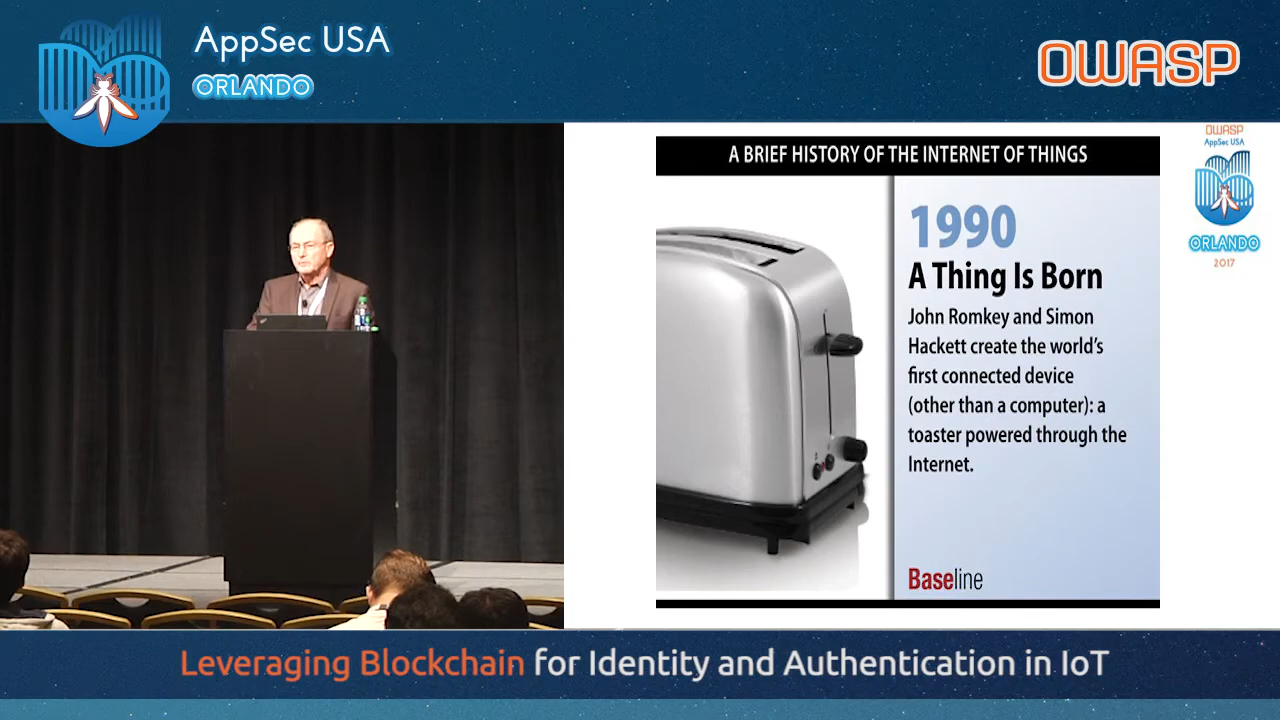 AppSec USA
ORLANDO
OWASP
A BRIEF HISTORY OF THE INTERNET OF THINGS
1990
A Thing Is Born
John Romkey and Simon
Hackett create the world's
first connected device
(other than a computer): a
toaster powered through the
Internet.
Baseline
OWASP
AppSec USA
ORLANDO
2017
Leveraging Blockchain for Identity and Authentication in IoT